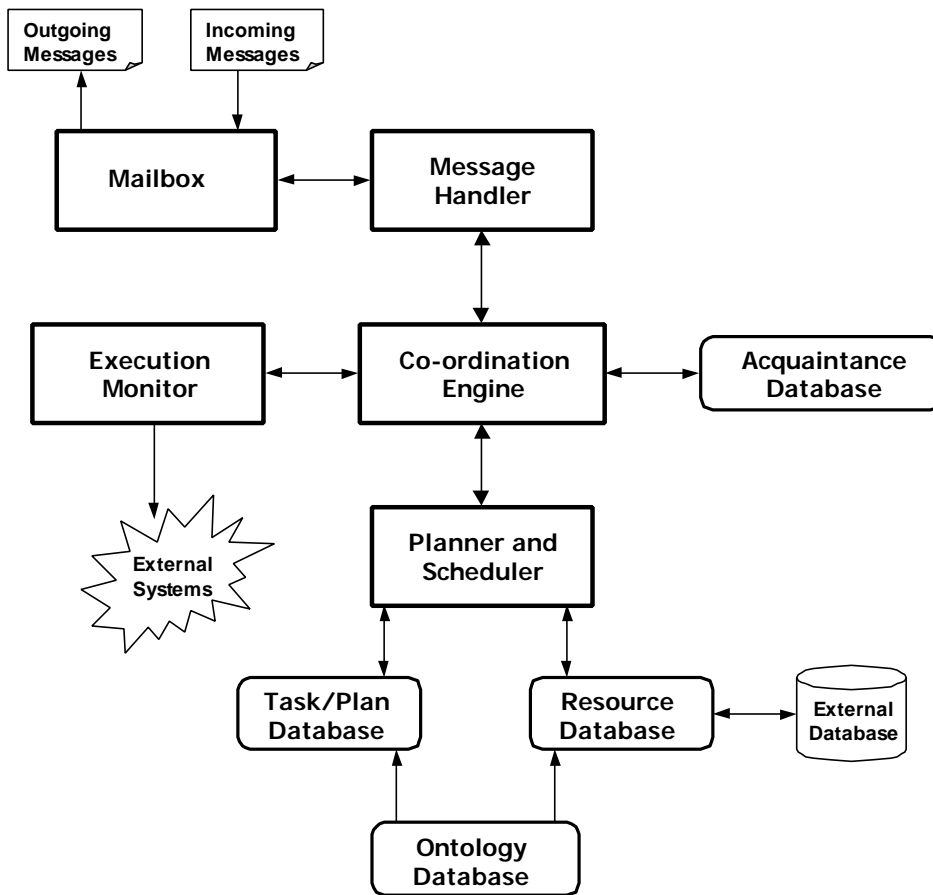 Outgoing
Messages
Incoming
Messages
Mailbox
Message
Handler
Execution
Monitor
Co-ordination
Engine
Acquaintance
Database
External
Systems
Planner and
Scheduler
Task/Plan
Database
Resource
Database
External
Database
Ontology
Database